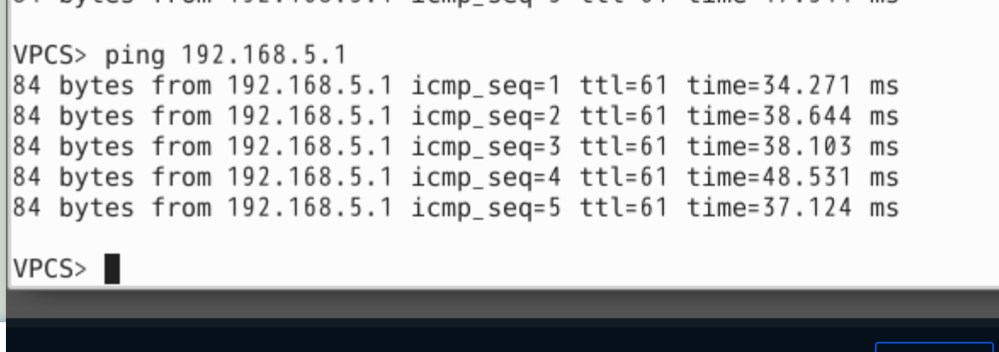 VPCS> ping 192.168.5.1
84 bytes from 192.168.5.1 icmp_seq=1 ttl=61 time=34.271 ms
84 bytes from 192.168.5.1 icmp_seq=2 ttl=61 time=38.644 ms
84 bytes from 192.168.5.1 icmp_seq=3 ttl=61 time=38.103 ms
84 bytes from 192.168.5.1 icmp_seq=4 ttl=61 time=48.531 ms
84 bytes from 192.168.5.1 icmp_seq=5 ttl=61 time=37.124 ms
VPCS>